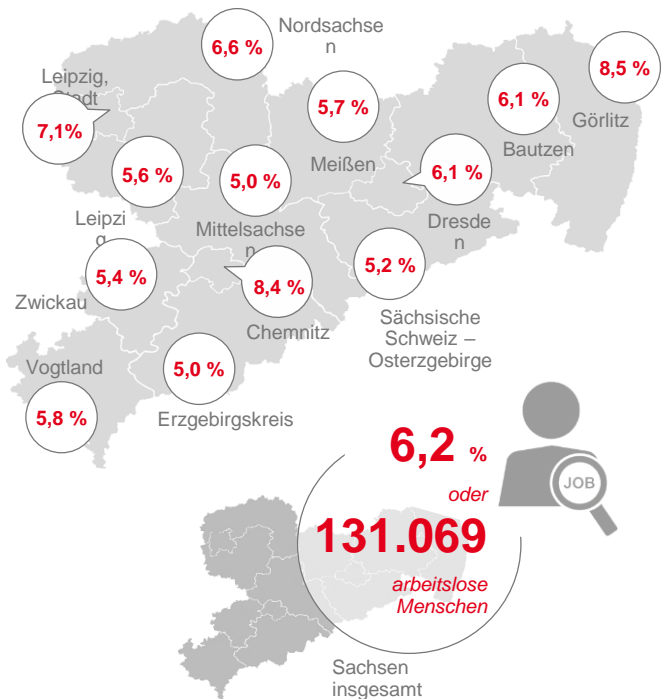 6,6 %
Nordsachse
n
Leipzig,
Stadt
7,1%
5,7 %
Meißen
6,1 %
Bautzen
8,5 %
Görlitz
5,6 %
Leipzi
g
5,0 %
Mittelsachse
n
6,1 %
Dresde
n
5,4 %
Zwickau
8,4 %
Chemnitz
5,2 %
Sächsische
Schweiz –
Osterzgebirge
Vogtland
5,8 %
5,0 %
Erzgebirgskreis
6,2 %
oder
131.069
arbeitslose
Menschen
JOB
Sachsen
insgesamt